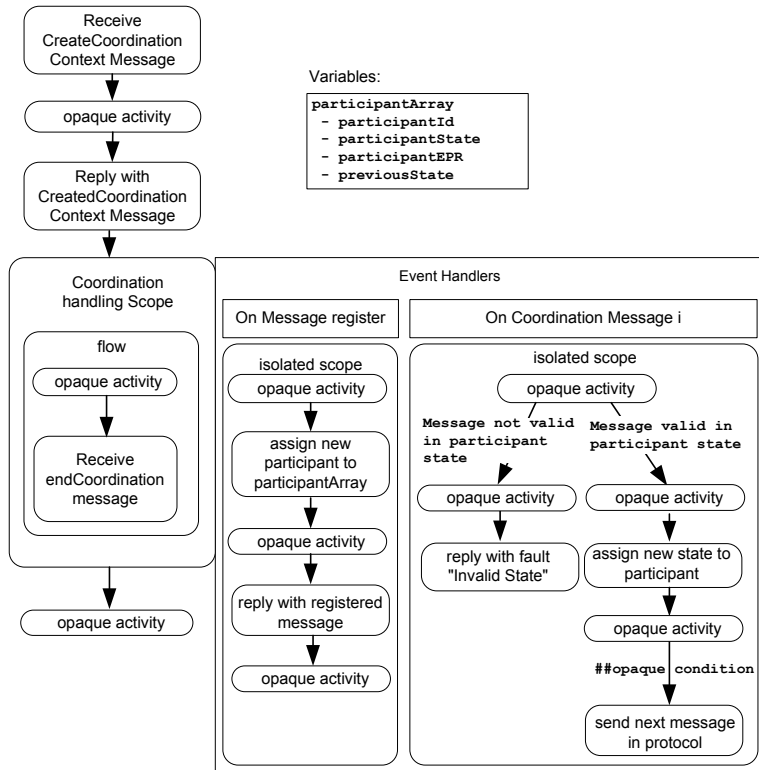 Receive
CreateCoordination
Context Message
opaque activity
Reply with
CreatedCoordination
Context Message
Variables:
participantArray
- participantId
- participantState
- participantEPR
- previousState
Coordination
handling Scope
flow
opaque activity
Receive
endCoordination
message
opaque activity
Event Handlers
On Message register
isolated scope
opaque activity
assign new
participant to
participantArray
opaque activity
reply with registered
message
opaque activity
On Coordination Message i
isolated scope
opaque activity
Message not valid
in participant
state
opaque activity
reply with fault
"Invalid State"
Message valid in
participant state
opaque activity
assign new state to
participant
opaque activity
##opaque condition
send next message
in protocol